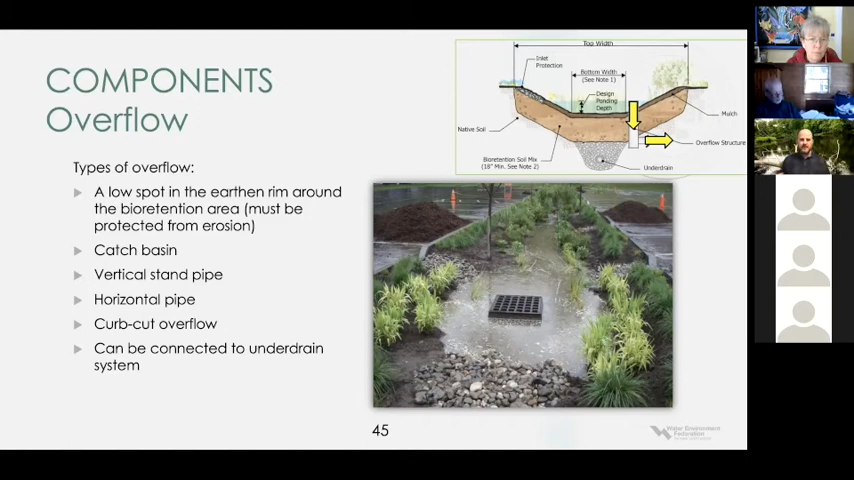 COMPONENTS
Overflow
Types of overflow:
A low spot in the earthen rim around
the bioretention area (must be
protected from erosion)
Catch basin
Vertical stand pipe
Horizontal pipe
Curb-cut overflow
Can be connected to underdrain
system
Top Width
Inlet
Protection
Bottom Width
(See Note 1)
Design
Ponding
Depth
Mulch
Native Soil
Overflow Structure
Bioretention Soil Mix
(18" Min. See Note 2)
Underdrain
45
Water Environment
Federation